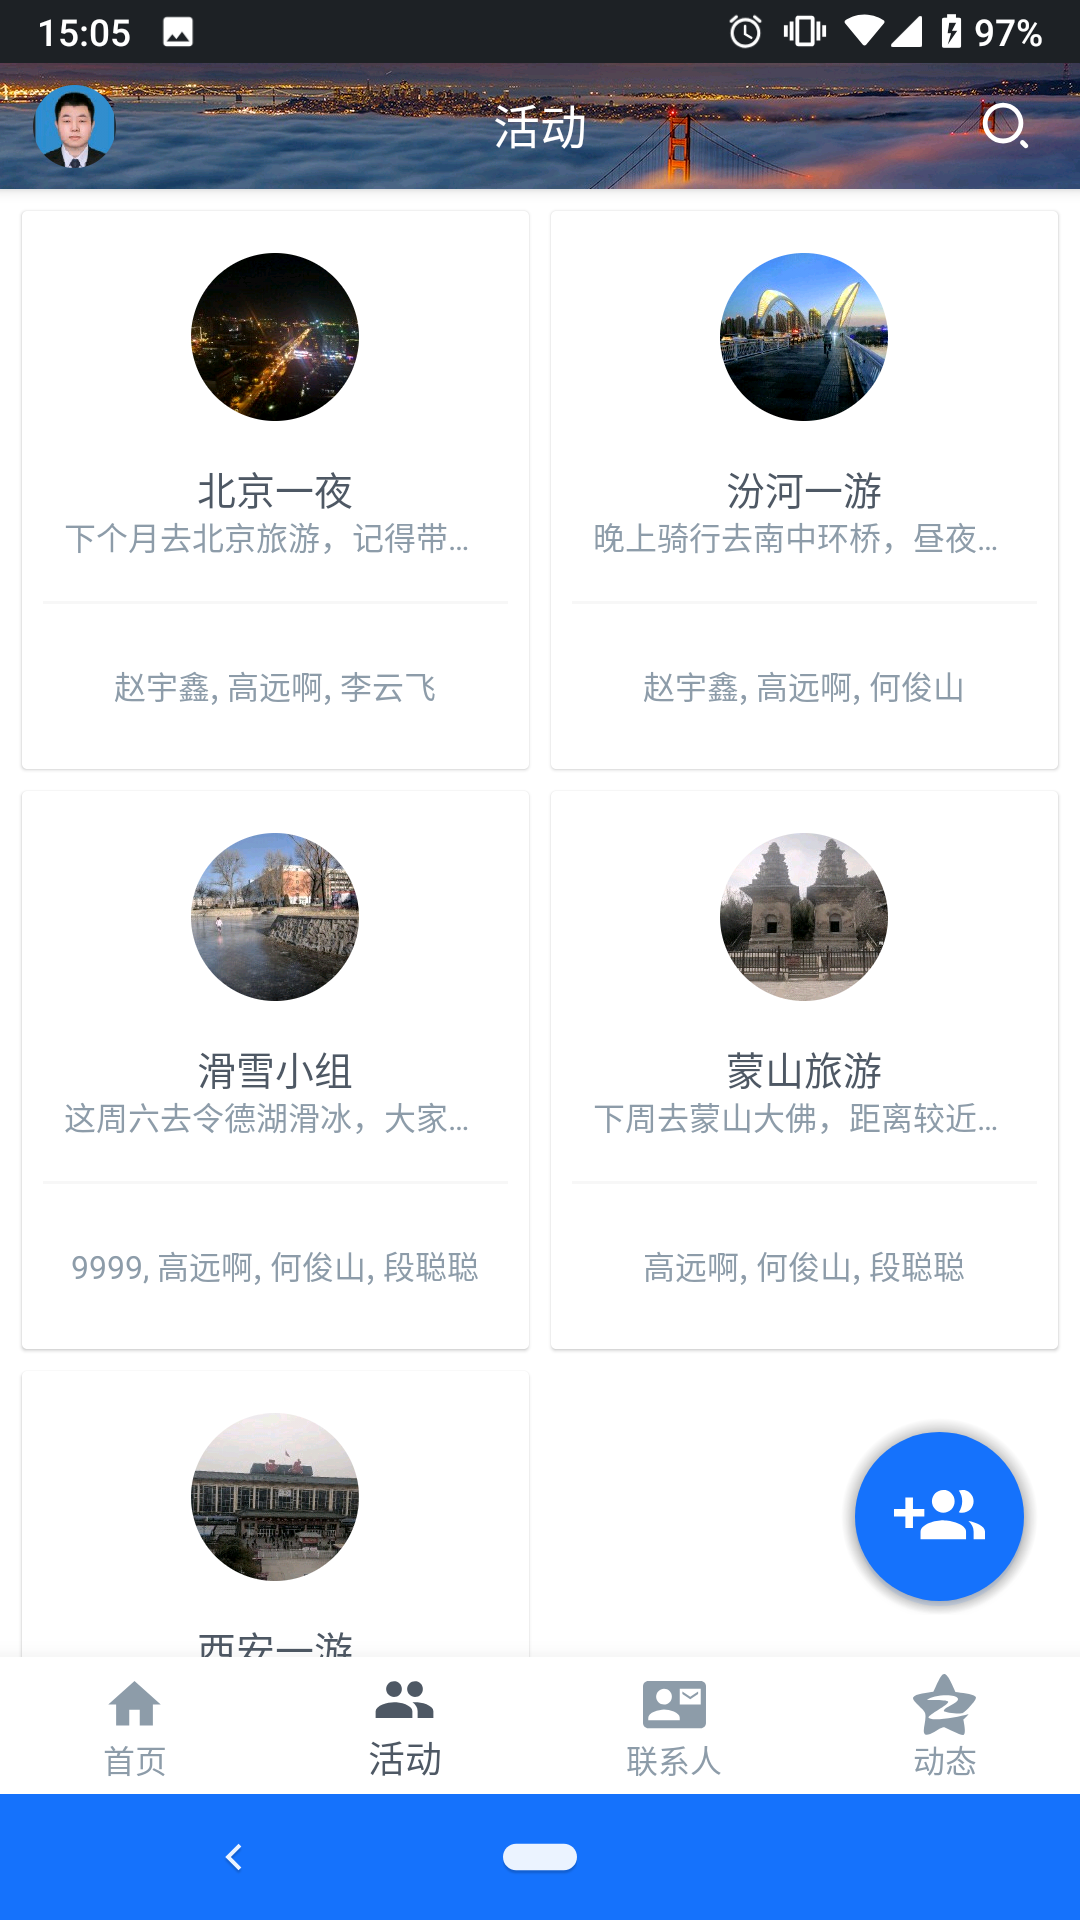 15:05
97%
活动
北京一夜
下个月去北京旅游，记得带...
赵宇鑫, 高远啊, 李云飞
汾河一游
晚上骑行去南中环桥，昼夜...
赵宇鑫, 高远啊, 何俊山
滑雪小组
这周六去令德湖滑冰，大家...
9999, 高远啊, 何俊山, 段聪聪
蒙山旅游
下周去蒙山大佛，距离较近...
高远啊, 何俊山, 段聪聪
西安一游
首页
活动
联系人
动态